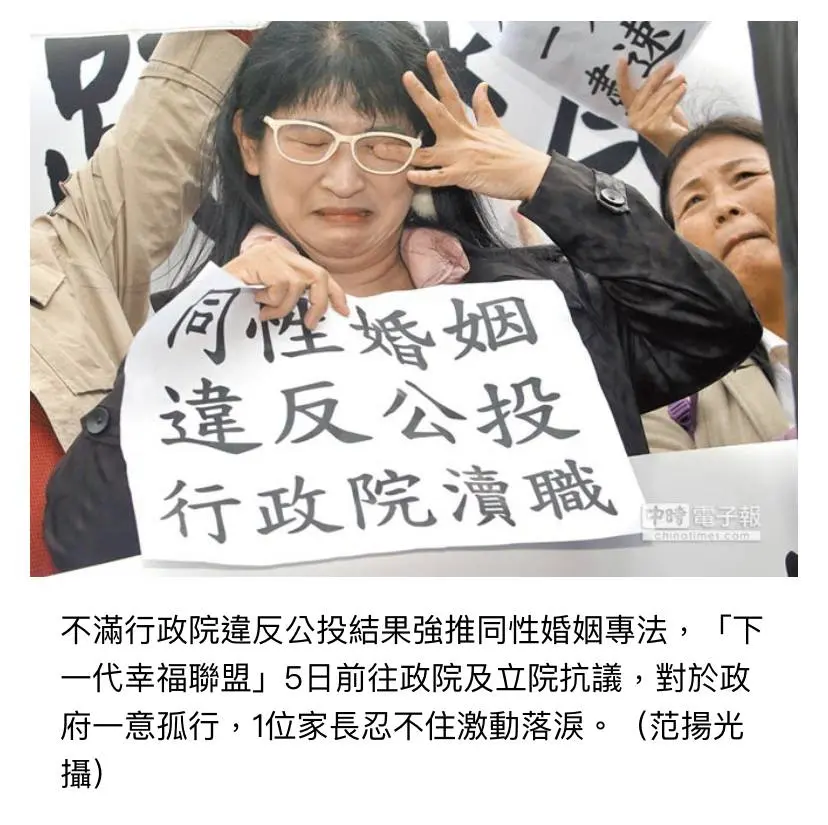 速
書
同性婚姻
違反公投
行政院瀆職
中時電子報
chinatimes.com
不滿行政院違反公投結果強推同性婚姻專法，「下
一代幸福聯盟」5日前往政院及立院抗議，對於政
府一意孤行，1位家長忍不住激動落淚。（范揚光
攝）